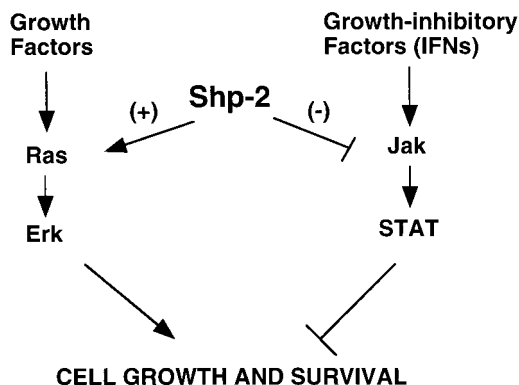 Growth
Factors
Growth-inhibitory
Factors (IFNs)
Shp-2
(+)
(-)
Ras
Jak
Erk
STAT
CELL GROWTH AND SURVIVAL